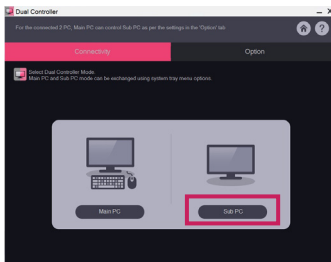 Dual Controller
For the connected 2 PC, Main PC can control Sub PC as per the settings in the 'Option' tab.
?
Connectivity
Option
Select Dual Controller Mode.
Main PC and Sub PC mode can be exchanged using system tray menu options.
Main PC
Sub PC